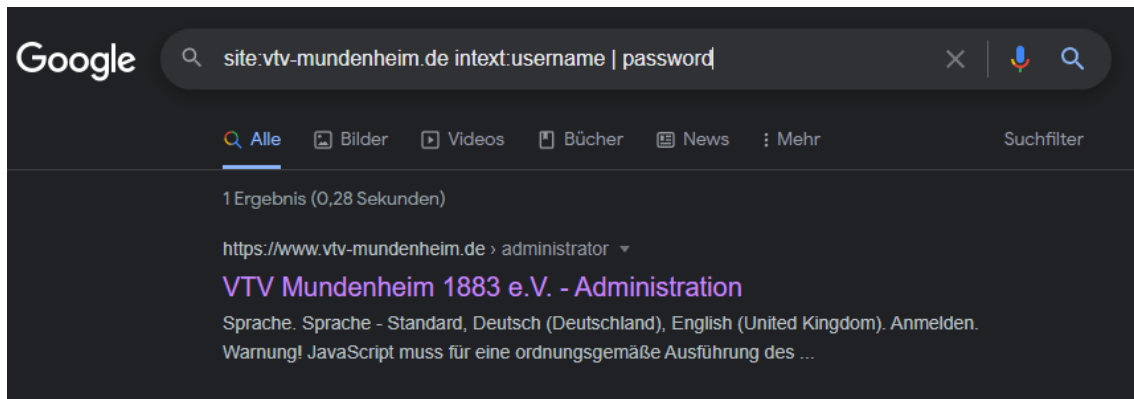 Google
site:vtv-mundenheim.de intext:username | password
Alle Bilder Videos Bücher News Mehr Suchfilter
1 Ergebnis (0,28 Sekunden)
https://www.vtv-mundenheim.de › administrator
VTV Mundenheim 1883 e.V. - Administration
Sprache. Sprache - Standard, Deutsch (Deutschland), English (United Kingdom). Anmelden.
Warnung! JavaScript muss für eine ordnungsgemäße Ausführung des ...